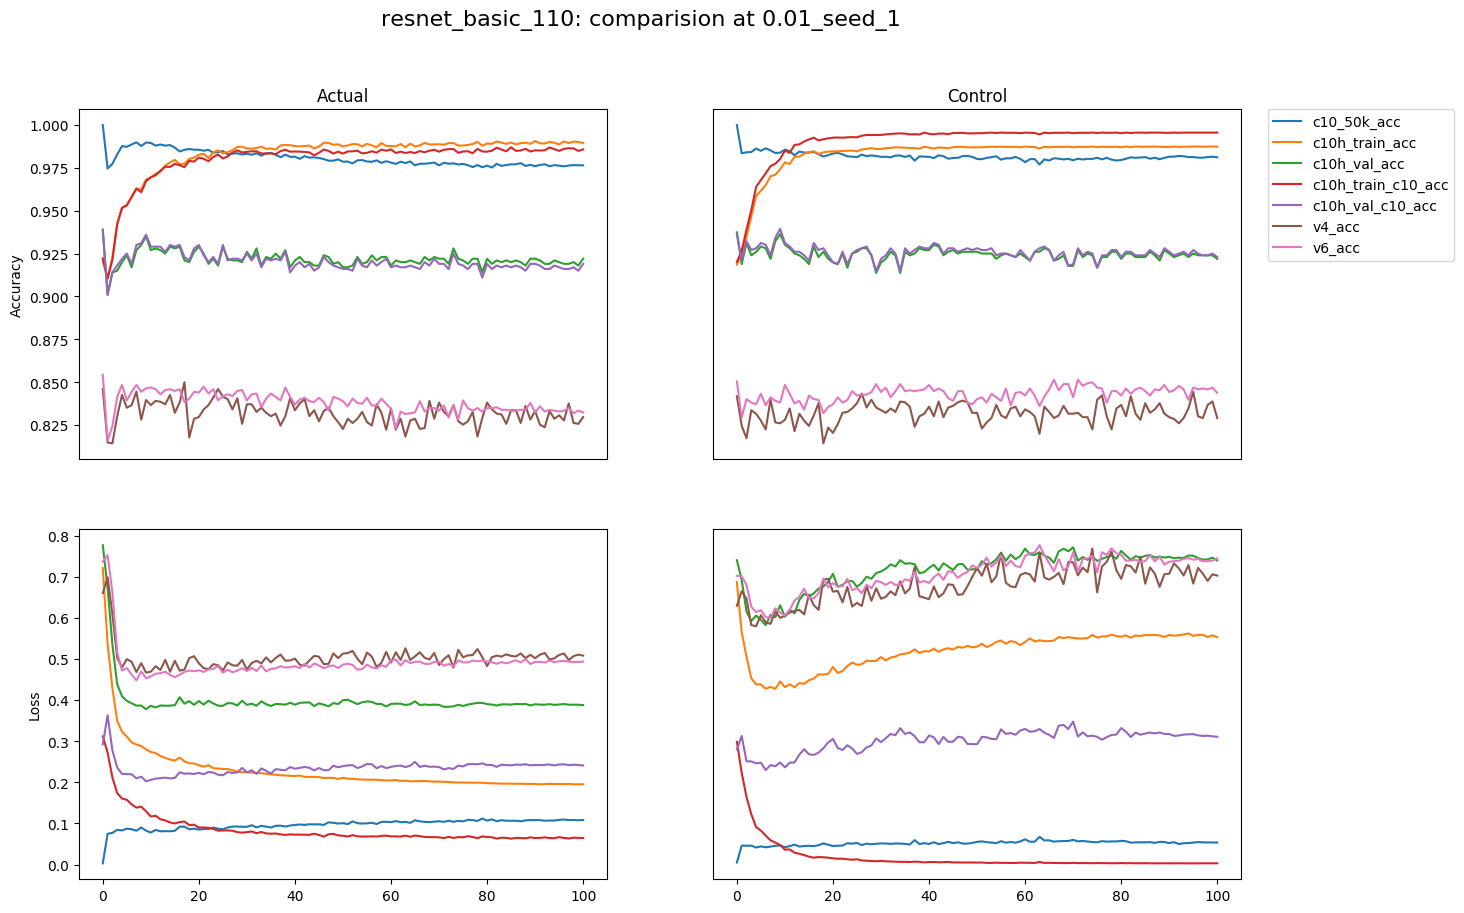 resnet_basic_110: comparision at 0.01_seed_1
Actual
Control
Accuracy
1.000
0.975
0.950
0.925
0.900
0.875
0.850
0.825
c10_50k_acc
c10h_train_acc
c10h_val_acc
c10h_train_c10_acc
c10h_val_c10_acc
v4_acc
v6_acc
Loss
0.8
0.7
0.6
0.5
0.4
0.3
0.2
0.1
0.0
0 20 40 60 80 100
0 20 40 60 80 100